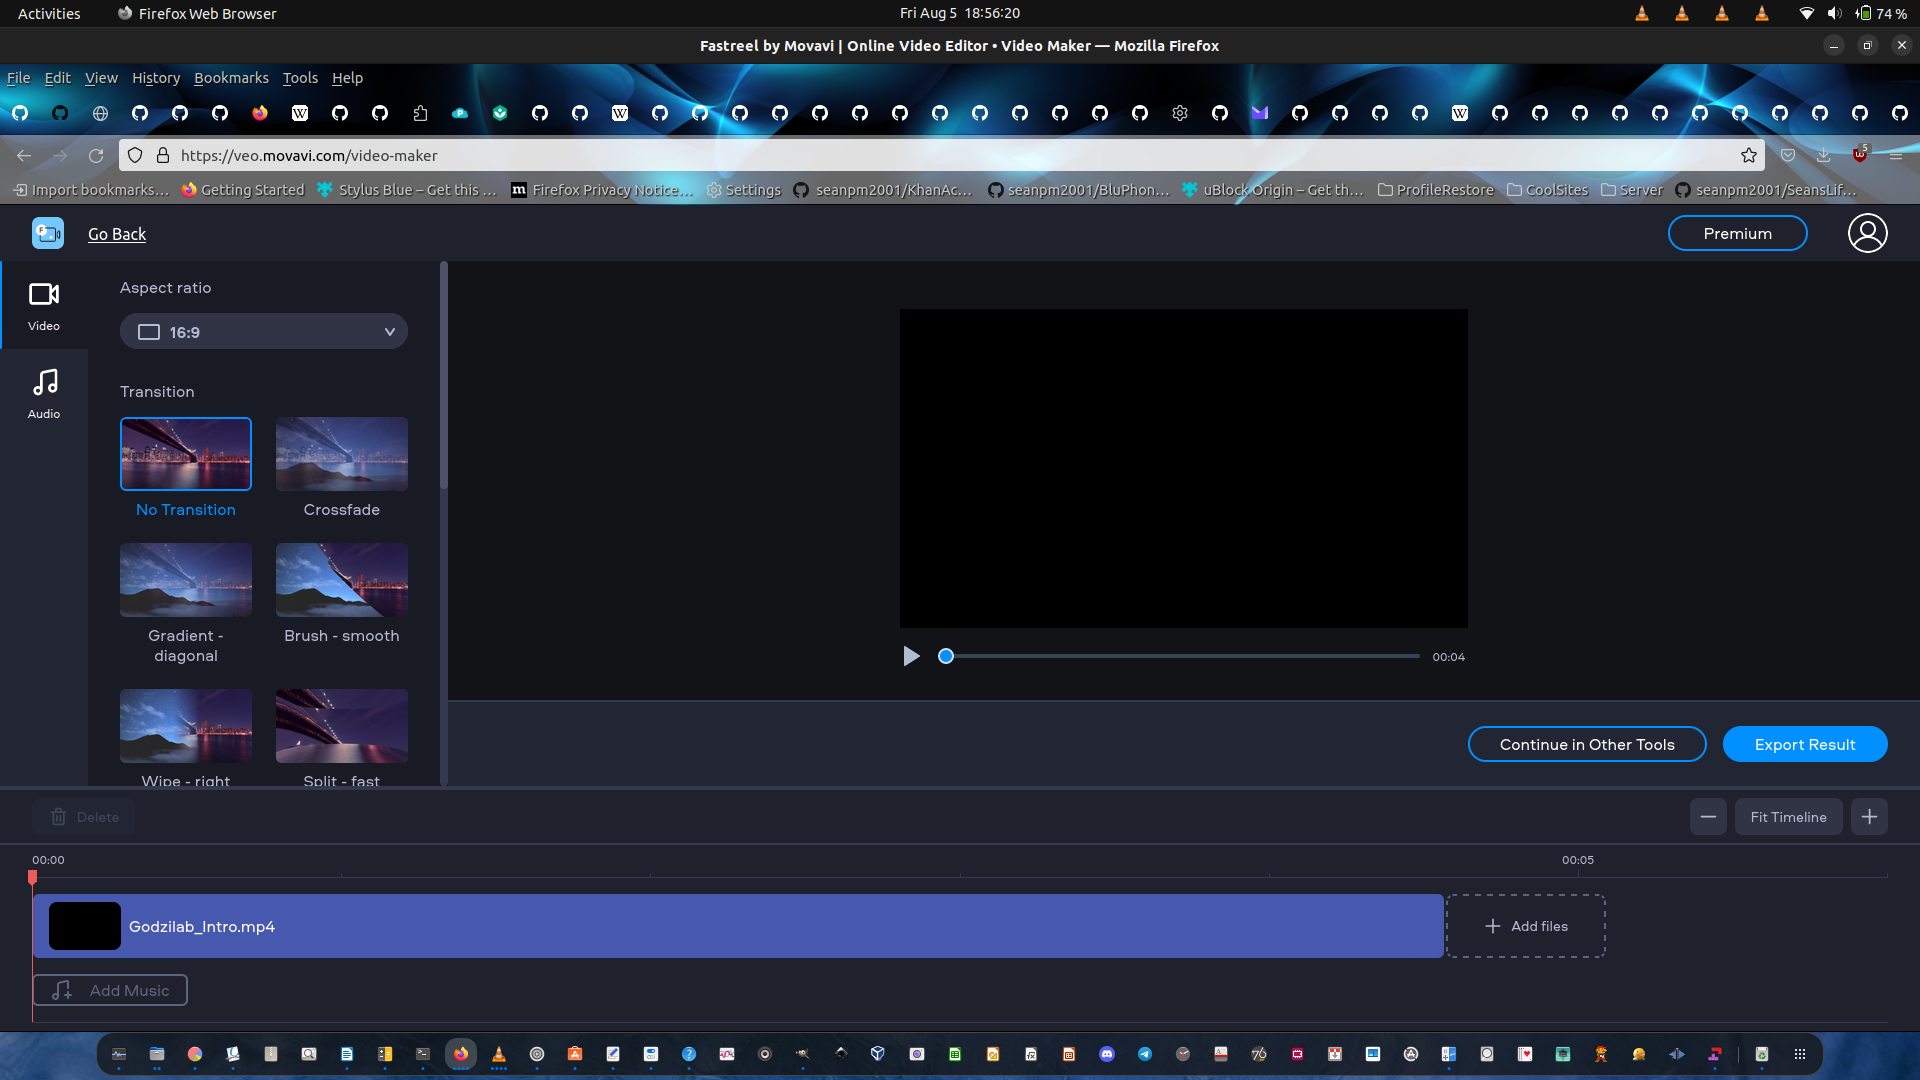 Activities
Firefox Web Browser
Fri Aug 5 18:56:20
74 %
Fastreel by Movavi | Online Video Editor • Video Maker — Mozilla Firefox
File Edit View History Bookmarks Tools Help
https://veo.movavi.com/video-maker
5
Import bookmarks…
Getting Started
Stylus Blue – Get this …
Firefox Privacy Notice…
Settings
seanpm2001/KhanAc…
seanpm2001/BluPhon…
uBlock Origin – Get th…
ProfileRestore
CoolSites
Server
seanpm2001/SeansLif…
Go Back
Premium
Video
Audio
Aspect ratio
16:9
Transition
No Transition
Crossfade
Gradient -
diagonal
Brush - smooth
Wipe - right
Split - fast
00:04
Continue in Other Tools
Export Result
Delete
Fit Timeline
00:00
00:05
Godzilab_Intro.mp4
Add files
Add Music